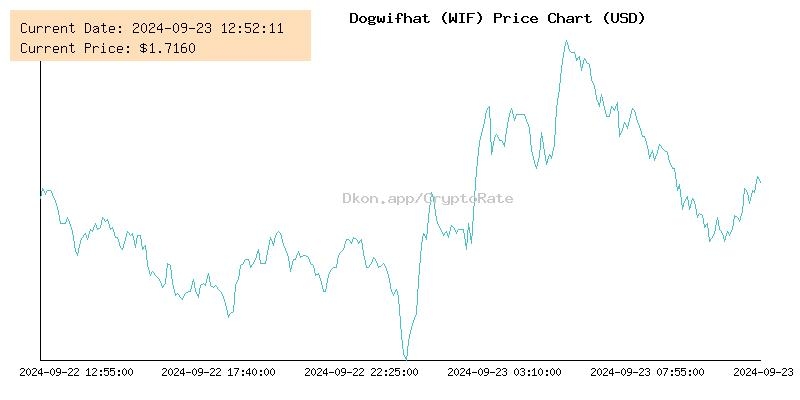 Dogwifhat (WIF) Price Chart (USD)
Current Date: 2024-09-23 12:52:11
Current Price: $1.7160
Dkon.app/CryptoRate
2024-09-22 12:55:00 2024-09-22 17:40:00 2024-09-22 22:25:00 2024-09-23 03:10:00 2024-09-23 07:55:00 2024-09-23